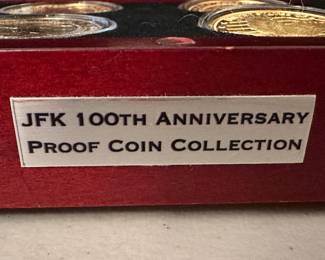 JFK 100TH ANNIVERSARY
PROOF COIN COLLECTION